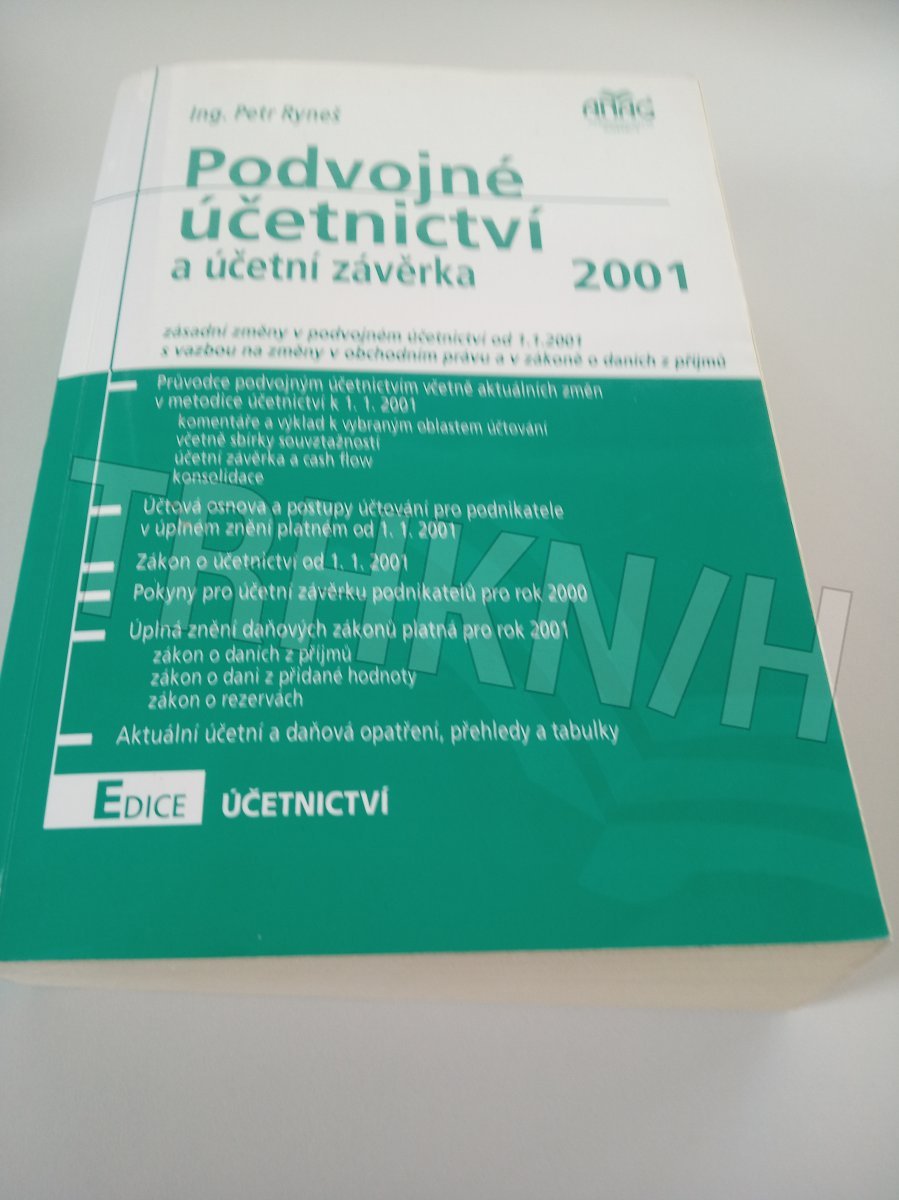 Ing. Petr Ryneš
ANAG
Podvojné
účetnictví
a účetní závěrka 2001
zásadní změny v podvojném účetnictví od 1.1.2001
s vazbou na změny v obchodním právu a v zákoně o daních z příjmů
Průvodce podvojným účetnictvím včetně aktuálních změn
v metodice účetnictví k 1. 1. 2001
komentáře a výklad k vybraným oblastem účtování
včetně sbírky souvztažností
účetní závěrka a cash flow
konsolidace
Účtová osnova a postupy účtování pro podnikatele
v úplném znění platném od 1. 1. 2001
Zákon o účetnictví od 1. 1. 2001
Pokyny pro účetní závěrku podnikatelů pro rok 2000
Úplná znění daňových zákonů platná pro rok 2001
zákon o daních z příjmů
zákon o dani z přidané hodnoty
zákon o rezervách
Aktuální účetní a daňová opatření, přehledy a tabulky
EDICE ÚČETNICTVÍ
TRHKN/H